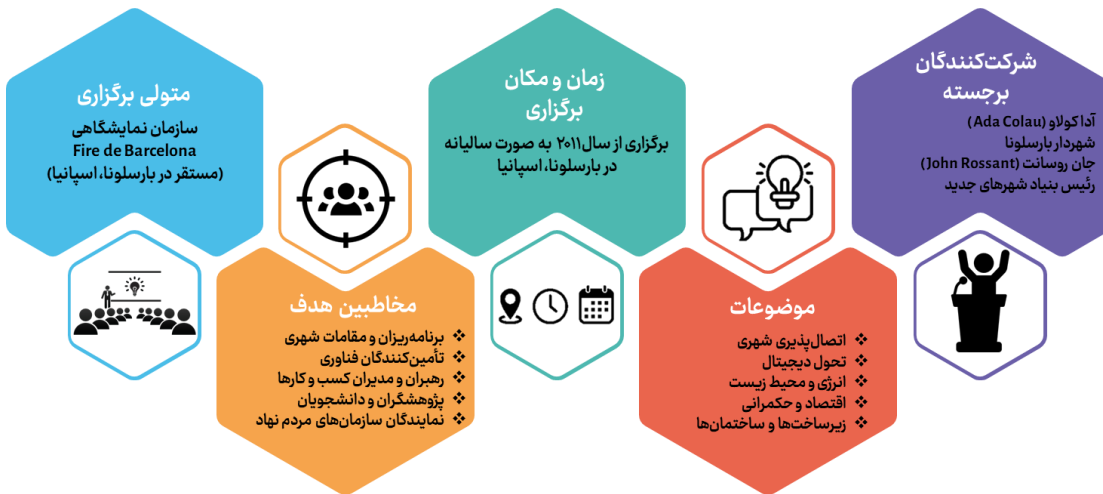 شرکت‌کنندگان
برجسته
آدا کولاو (Ada Colau)
شهردار بارسلونا
جان روسانت (John Rossant)
رئیس بنیاد شهرهای جدید
موضوعات
❖ اتصال‌پذیری شهری
❖ تحول دیجیتال
❖ انرژی و محیط زیست
❖ اقتصاد و حکمرانی
❖ زیرساخت‌ها و ساختمان‌ها
زمان و مکان
برگزاری
برگزاری از سال ۲۰۱۱ به صورت سالیانه
در بارسلونا، اسپانیا
مخاطبین هدف
❖ برنامه‌ریزان و مقامات شهری
❖ تأمین‌کنندگان فناوری
❖ رهبران و مدیران کسب و کارها
❖ پژوهشگران و دانشجویان
❖ نمایندگان سازمان‌های مردم نهاد
متولی برگزاری
سازمان نمایشگاهی
Fire de Barcelona
(مستقر در بارسلونا، اسپانیا)